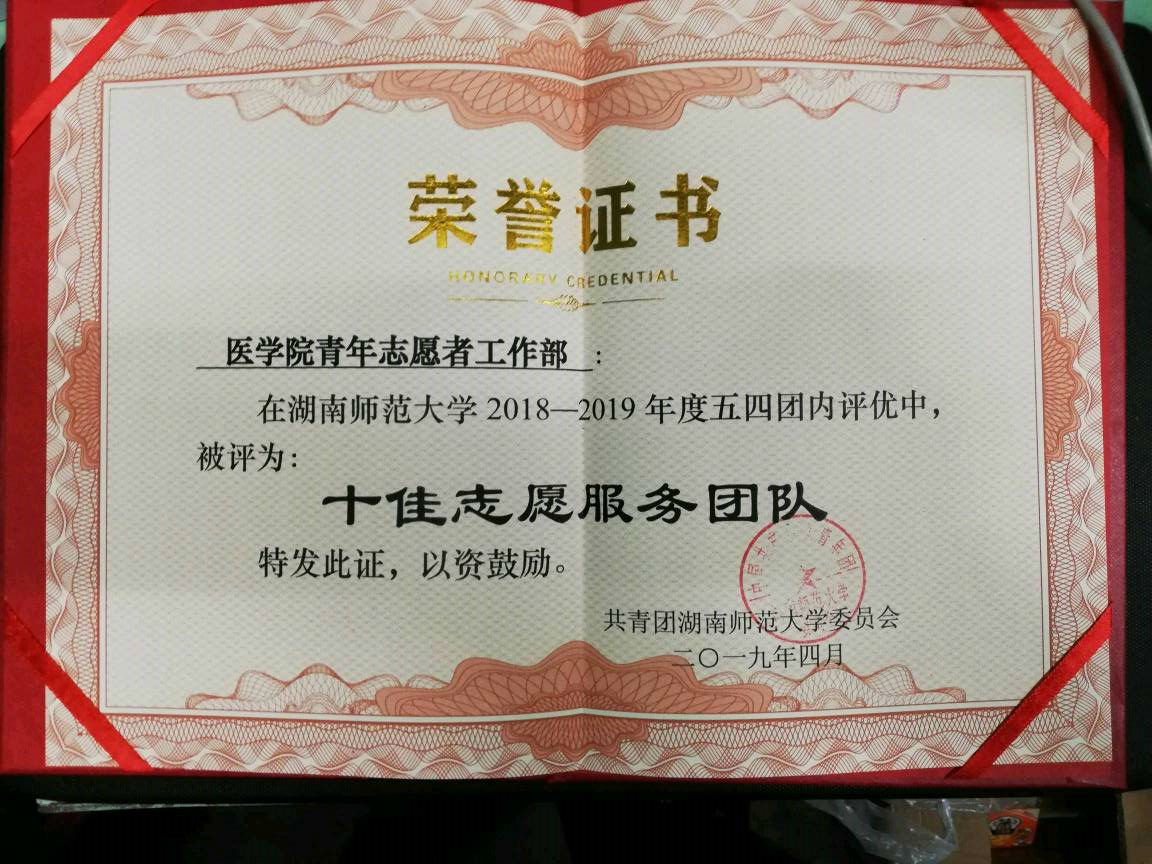 荣誉证书
HONORARY CREDENTIAL
医学院青年志愿者工作部：
在湖南师范大学 2018—2019 年度五四团内评优中，
被评为：
十佳志愿服务团队
特发此证，以资鼓励。
共青团湖南师范大学委员会
二〇一九年四月